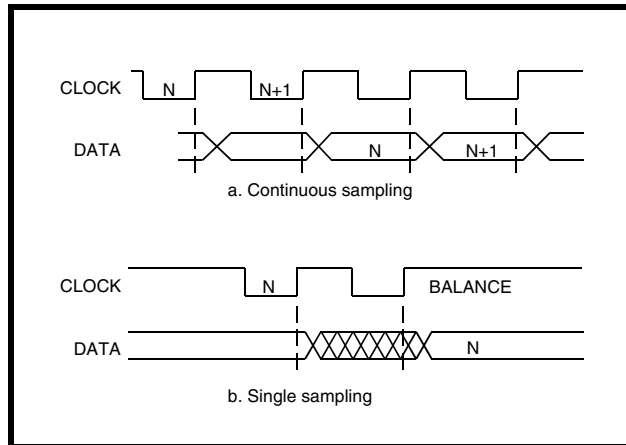 CLOCK N N+1
DATA N N+1
a. Continuous sampling
CLOCK N BALANCE
DATA N
b. Single sampling